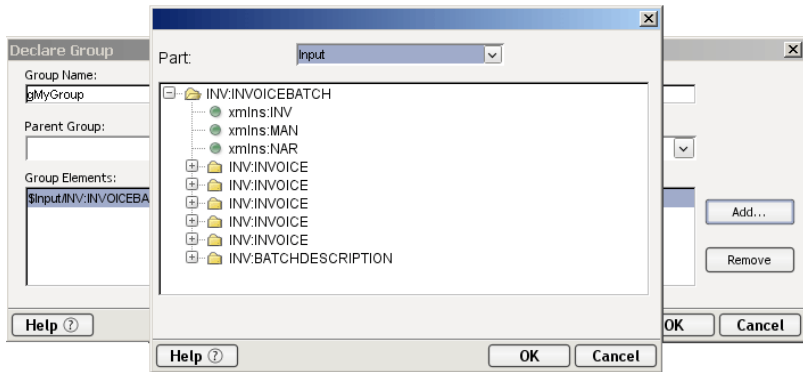 Declare Group
Group Name:
gMyGroup
Parent Group:
Group Elements:
$Input/INV:INVOICEBA
Add...
Remove
Help ?
OK
Cancel
Part:
Input
INV:INVOICEBATCH
xmlns:INV
xmlns:MAN
xmlns:NAR
INV:INVOICE
INV:INVOICE
INV:INVOICE
INV:INVOICE
INV:INVOICE
INV:BATCHDESCRIPTION
Help ?
OK
Cancel